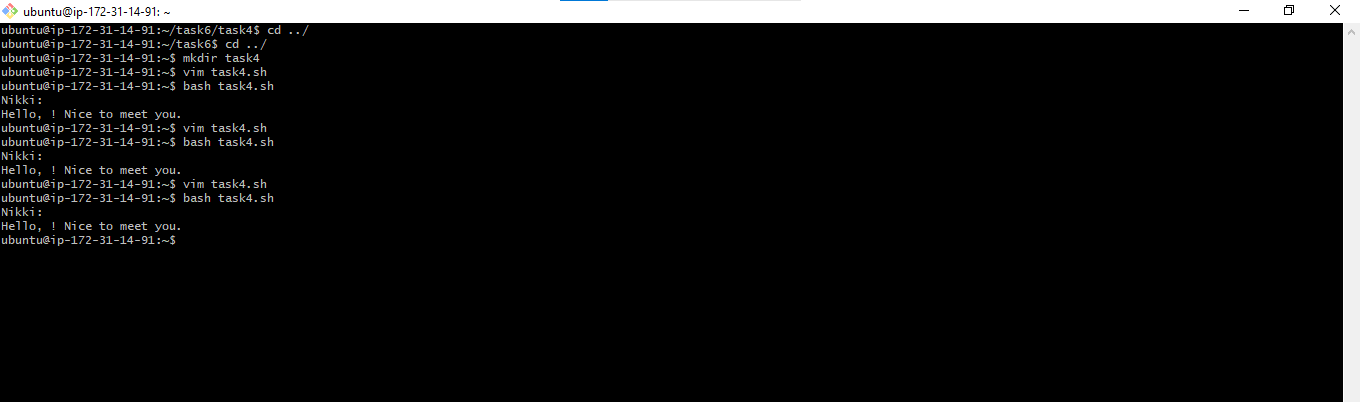 ubuntu@ip-172-31-14-91: ~
ubuntu@ip-172-31-14-91:~/task6/task4$ cd ../
ubuntu@ip-172-31-14-91:~/task6$ cd ../
ubuntu@ip-172-31-14-91:~$ mkdir task4
ubuntu@ip-172-31-14-91:~$ vim task4.sh
ubuntu@ip-172-31-14-91:~$ bash task4.sh
Nikki:
Hello, ! Nice to meet you.
ubuntu@ip-172-31-14-91:~$ vim task4.sh
ubuntu@ip-172-31-14-91:~$ bash task4.sh
Nikki:
Hello, ! Nice to meet you.
ubuntu@ip-172-31-14-91:~$ vim task4.sh
ubuntu@ip-172-31-14-91:~$ bash task4.sh
Nikki:
Hello, ! Nice to meet you.
ubuntu@ip-172-31-14-91:~$